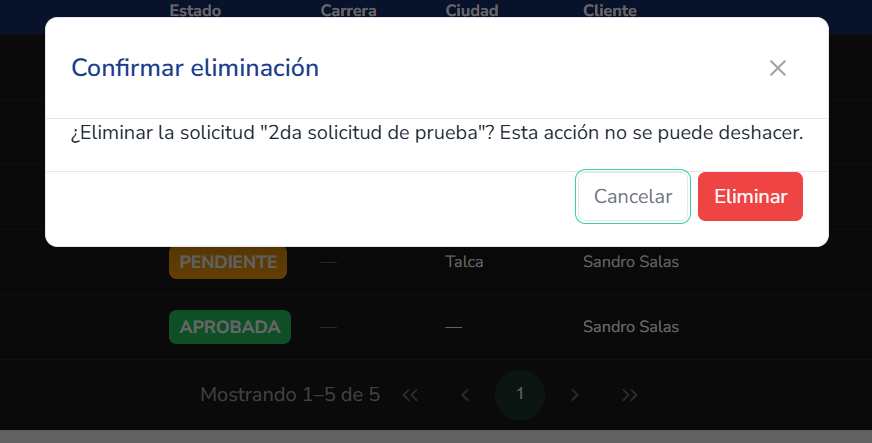 Estado Carrera Ciudad Cliente
Confirmar eliminación
¿Eliminar la solicitud "2da solicitud de prueba"? Esta acción no se puede deshacer.
Cancelar Eliminar
PENDIENTE — Talca Sandro Salas
APROBADA — — Sandro Salas
Mostrando 1–5 de 5 « ‹ 1 › »